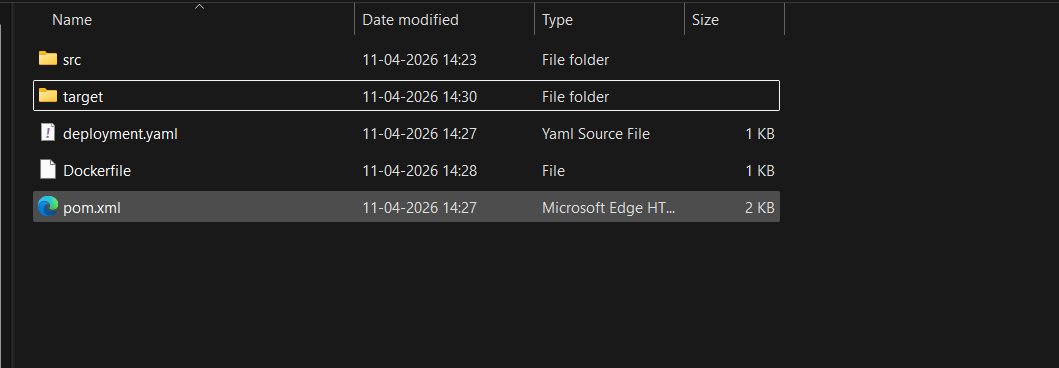 Name Date modified Type Size
src 11-04-2026 14:23 File folder
target 11-04-2026 14:30 File folder
deployment.yaml 11-04-2026 14:27 Yaml Source File 1 KB
Dockerfile 11-04-2026 14:28 File 1 KB
pom.xml 11-04-2026 14:27 Microsoft Edge HT... 2 KB